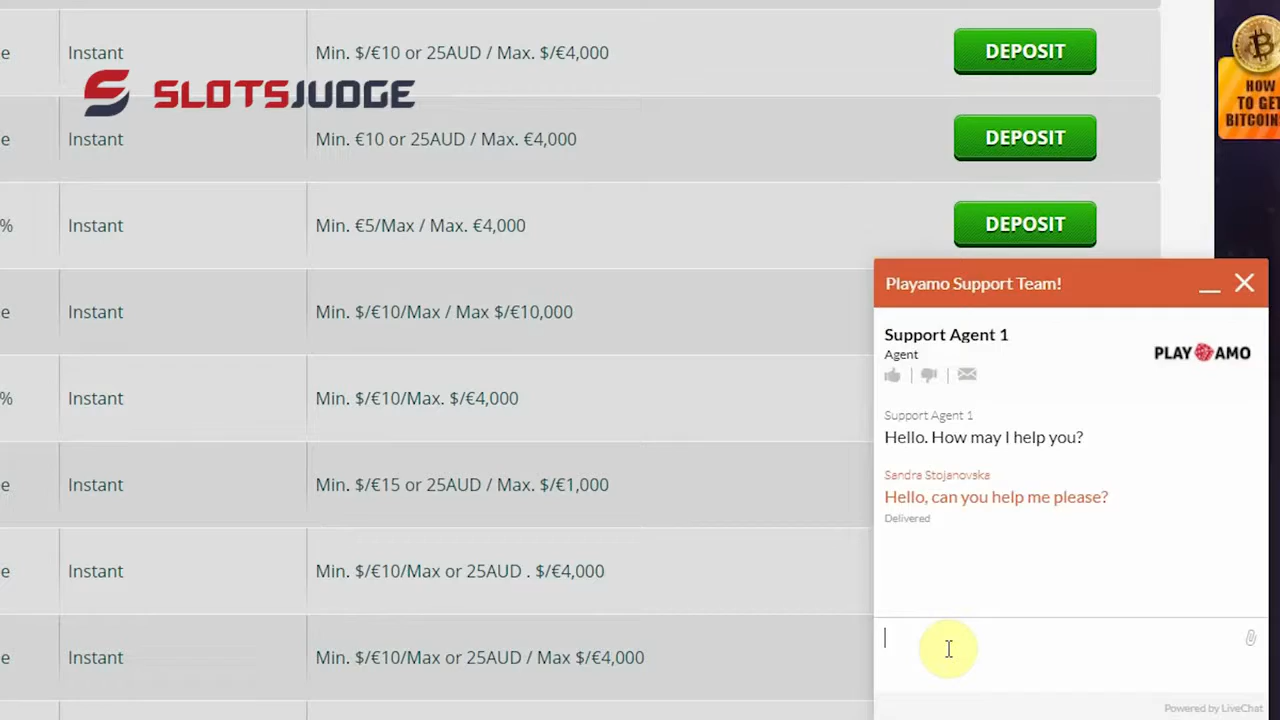 e Instant Min. $/€10 or 25AUD / Max. $/€4,000 DEPOSIT
SLOTSJUDGE
e Instant Min. €10 or 25AUD / Max. €4,000 DEPOSIT
% Instant Min. €5/Max / Max. €4,000 DEPOSIT
e Instant Min. $/€10/Max / Max $/€10,000
% Instant Min. $/€10/Max. $/€4,000
e Instant Min. $/€15 or 25AUD / Max. $/€1,000
e Instant Min. $/€10/Max or 25AUD . $/€4,000
e Instant Min. $/€10/Max or 25AUD / Max $/€4,000
HOW
TO GET
BITCOIN
Playamo Support Team!
Support Agent 1
Agent
PLAYAMO
Support Agent 1
Hello. How may I help you?
Sandra Stojanovska
Hello, can you help me please?
Delivered
Powered by LiveChat